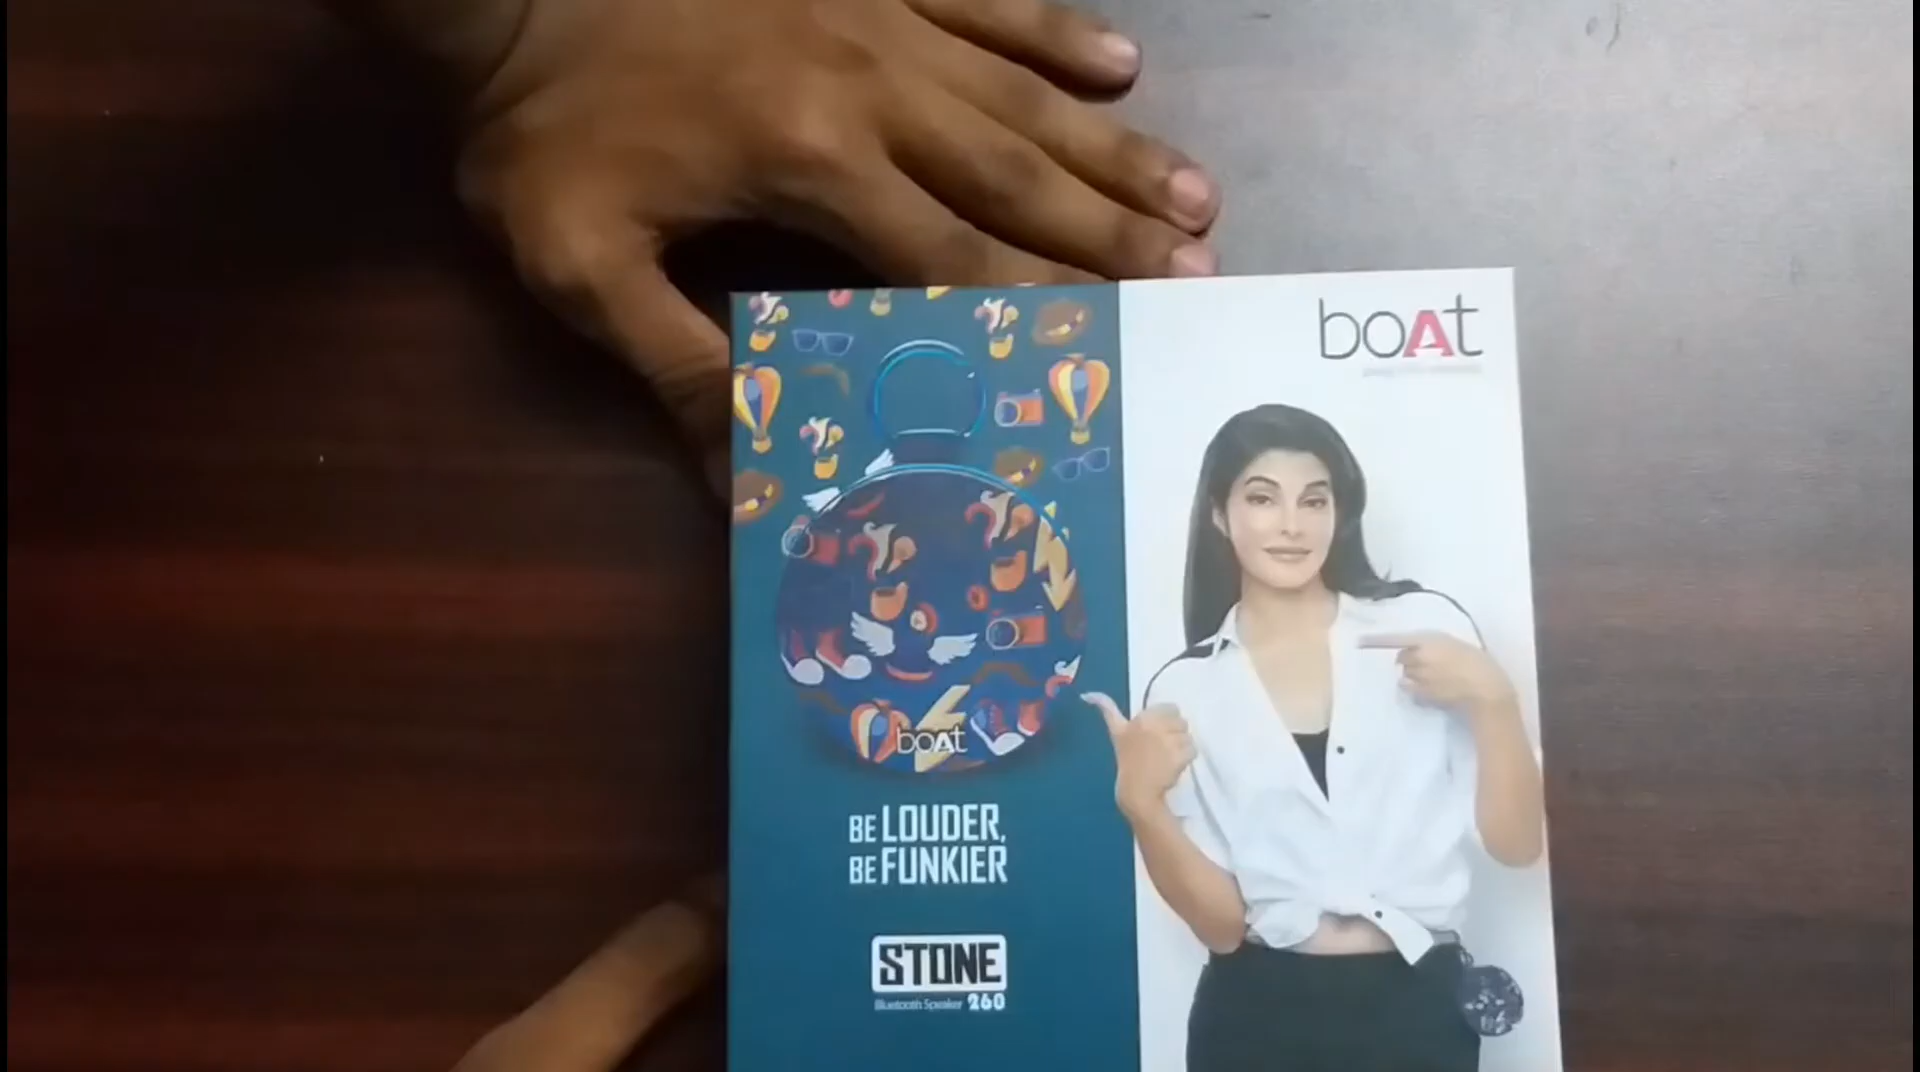 boAt
boAt
BE LOUDER,
BE FUNKIER
STONE
Bluetooth Speaker 260